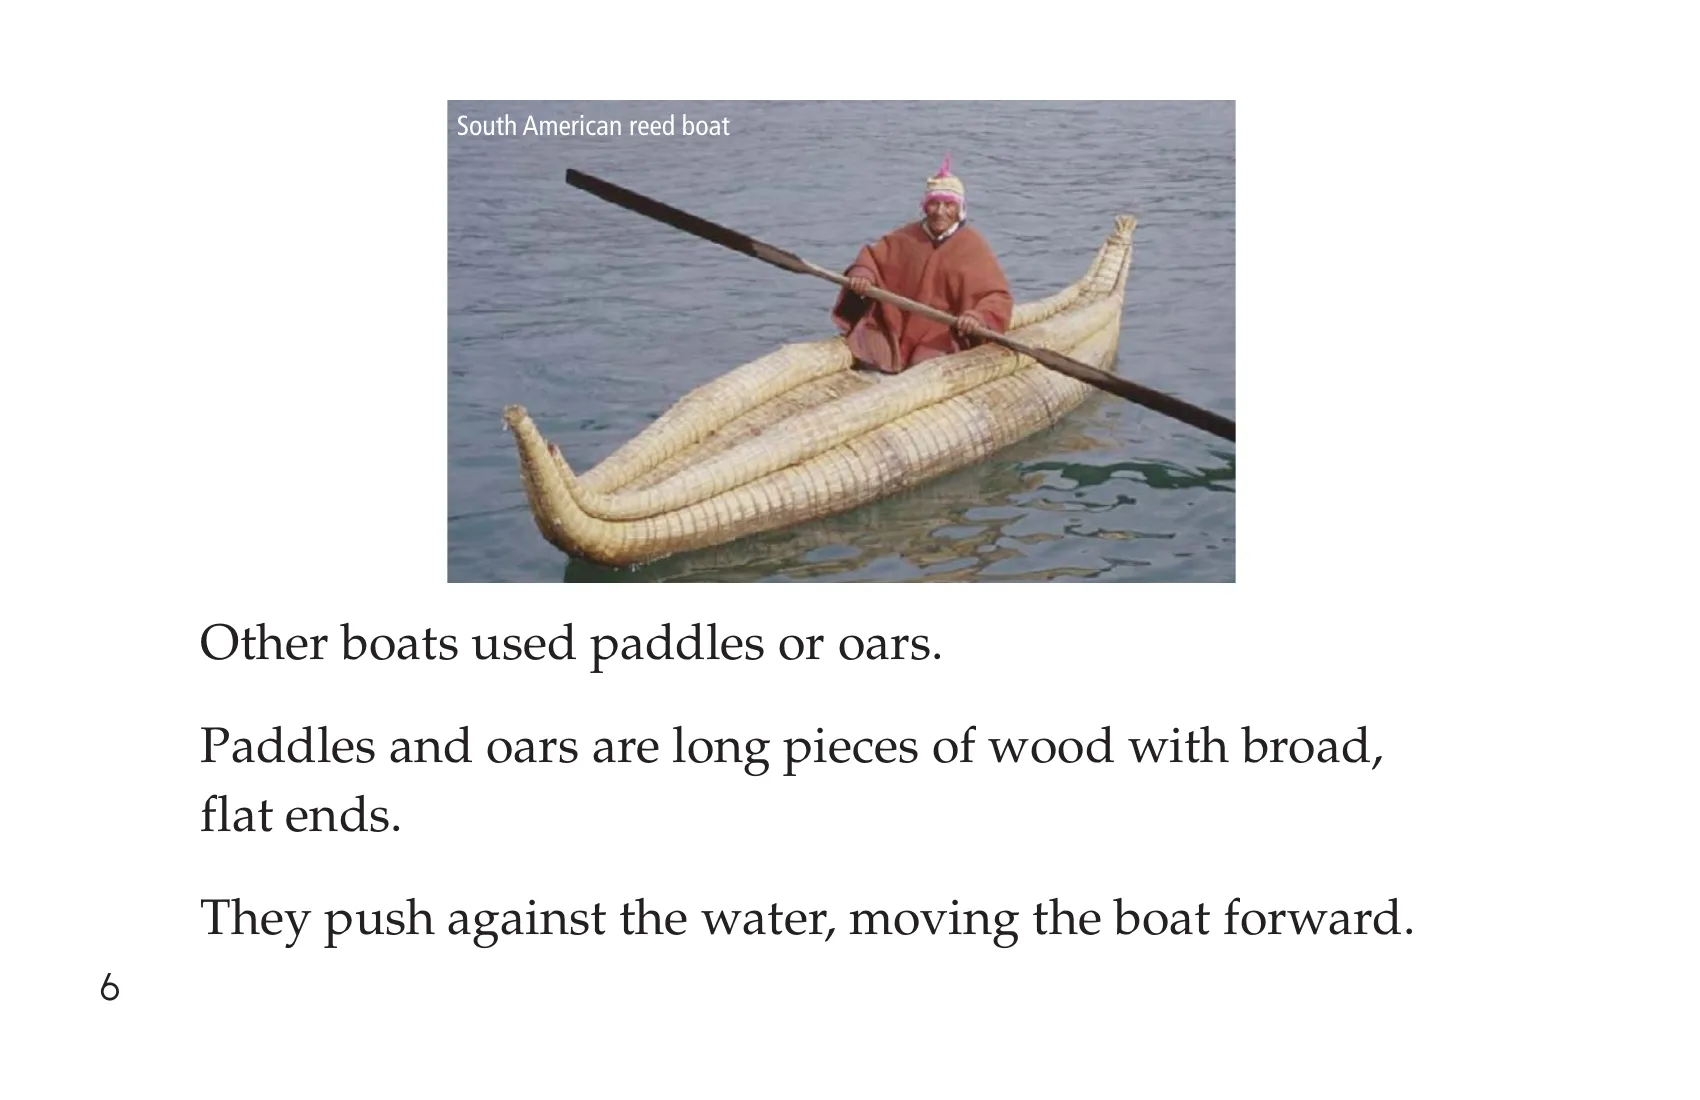 South American reed boat
Other boats used paddles or oars.
Paddles and oars are long pieces of wood with broad,
flat ends.
They push against the water, moving the boat forward.
6